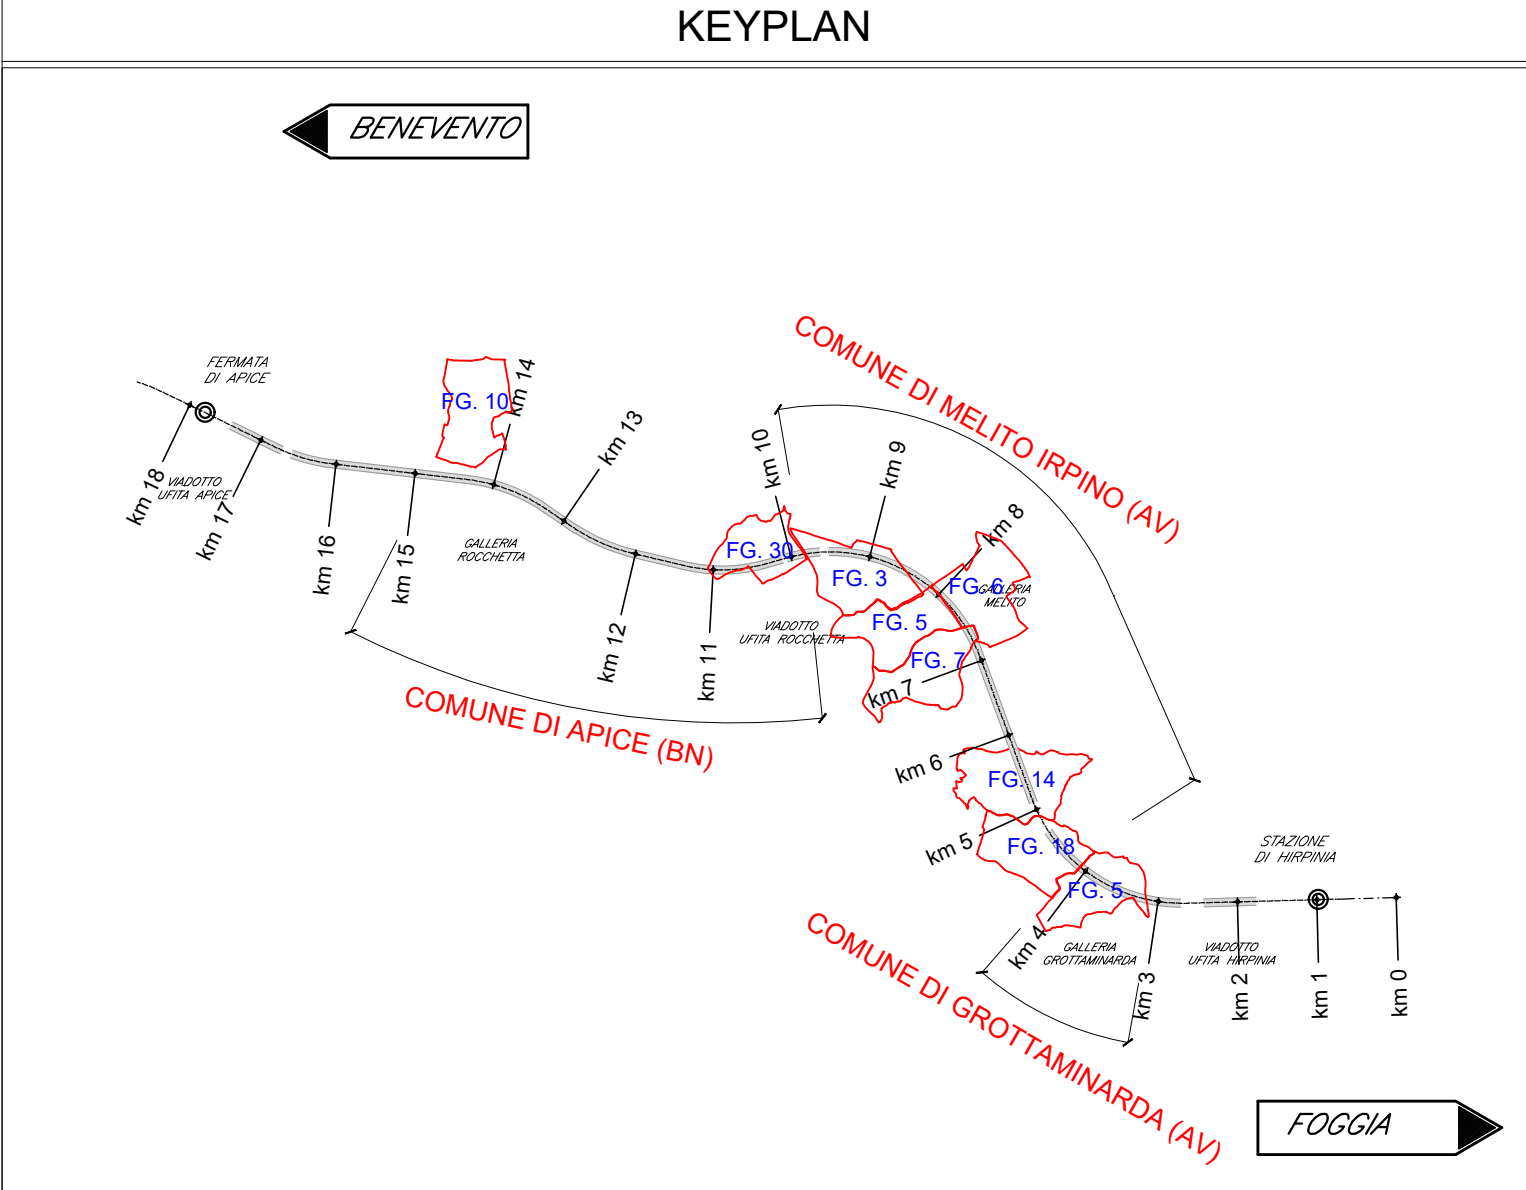 KEYPLAN
BENEVENTO
COMUNE DI MELITO IRPINO (AV)
FERMATA
DI APICE
FG. 10
km 14
km 13
km 10
km 9
km 8
km 18
VIADOTTO
UFITA APICE
km 17
km 16
km 15
GALLERIA
ROCCHETTA
FG. 30
FG. 3
FG. 6
GALLERIA
MELITO
FG. 5
VIADOTTO
UFITA ROCCHETTA
km 12
km 11
FG. 7
km 7
COMUNE DI APICE (BN)
km 6
FG. 14
km 5
FG. 18
STAZIONE
DI HIRPINIA
FG. 5
km 4
GALLERIA
GROTTAMINARDA
VIADOTTO
UFITA HIRPINIA
km 3
km 2
km 1
km 0
COMUNE DI GROTTAMINARDA (AV)
FOGGIA